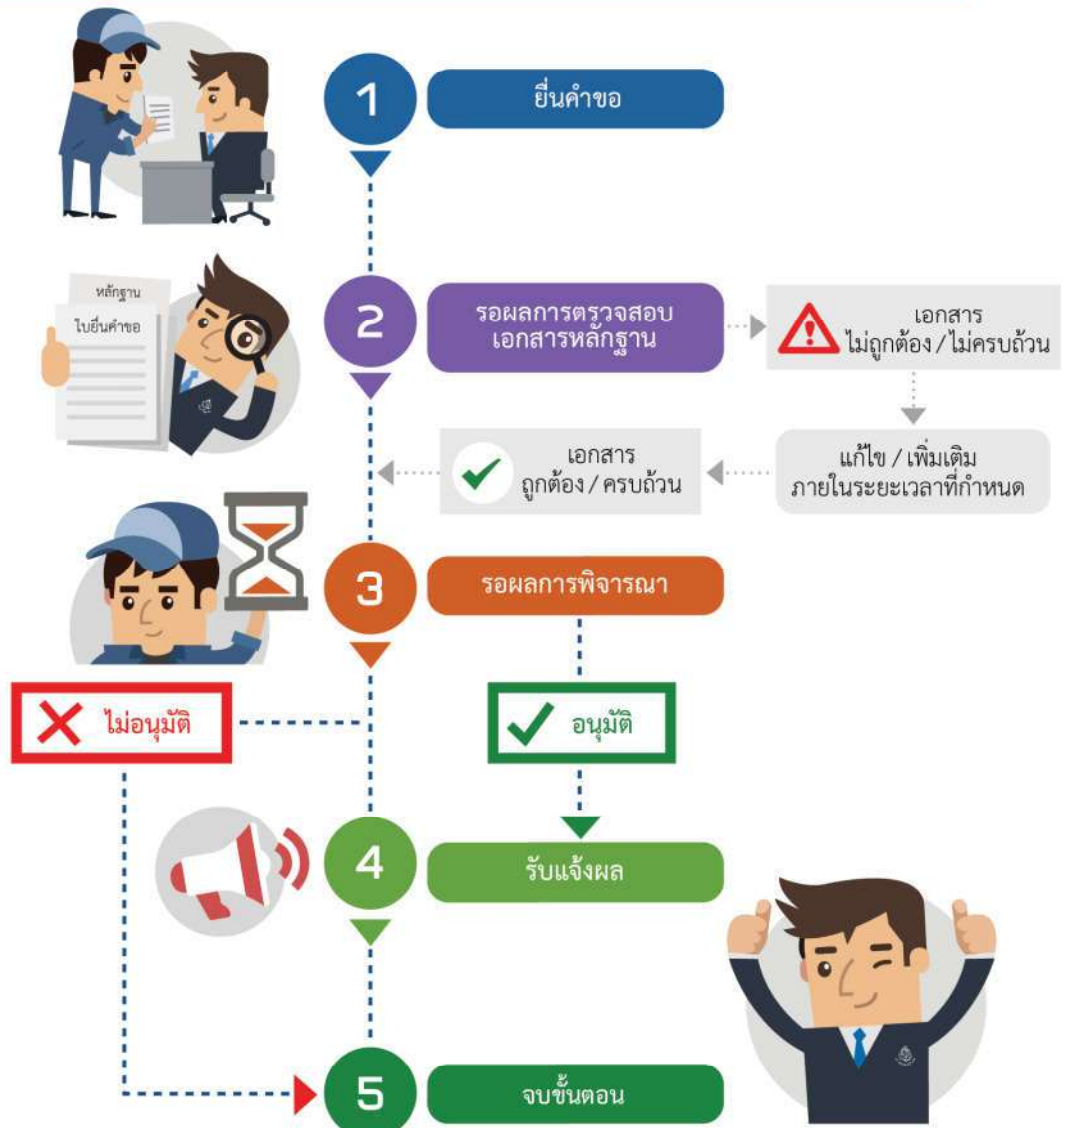 1
ยื่นคำขอ
หลักฐาน
ใบยื่นคำขอ
2
รอผลการตรวจสอบ
เอกสารหลักฐาน
เอกสาร
ไม่ถูกต้อง / ไม่ครบถ้วน
แก้ไข / เพิ่มเติม
ภายในระยะเวลาที่กำหนด
เอกสาร
ถูกต้อง / ครบถ้วน
3
รอผลการพิจารณา
ไม่อนุมัติ
อนุมัติ
4
รับแจ้งผล
5
จบขั้นตอน